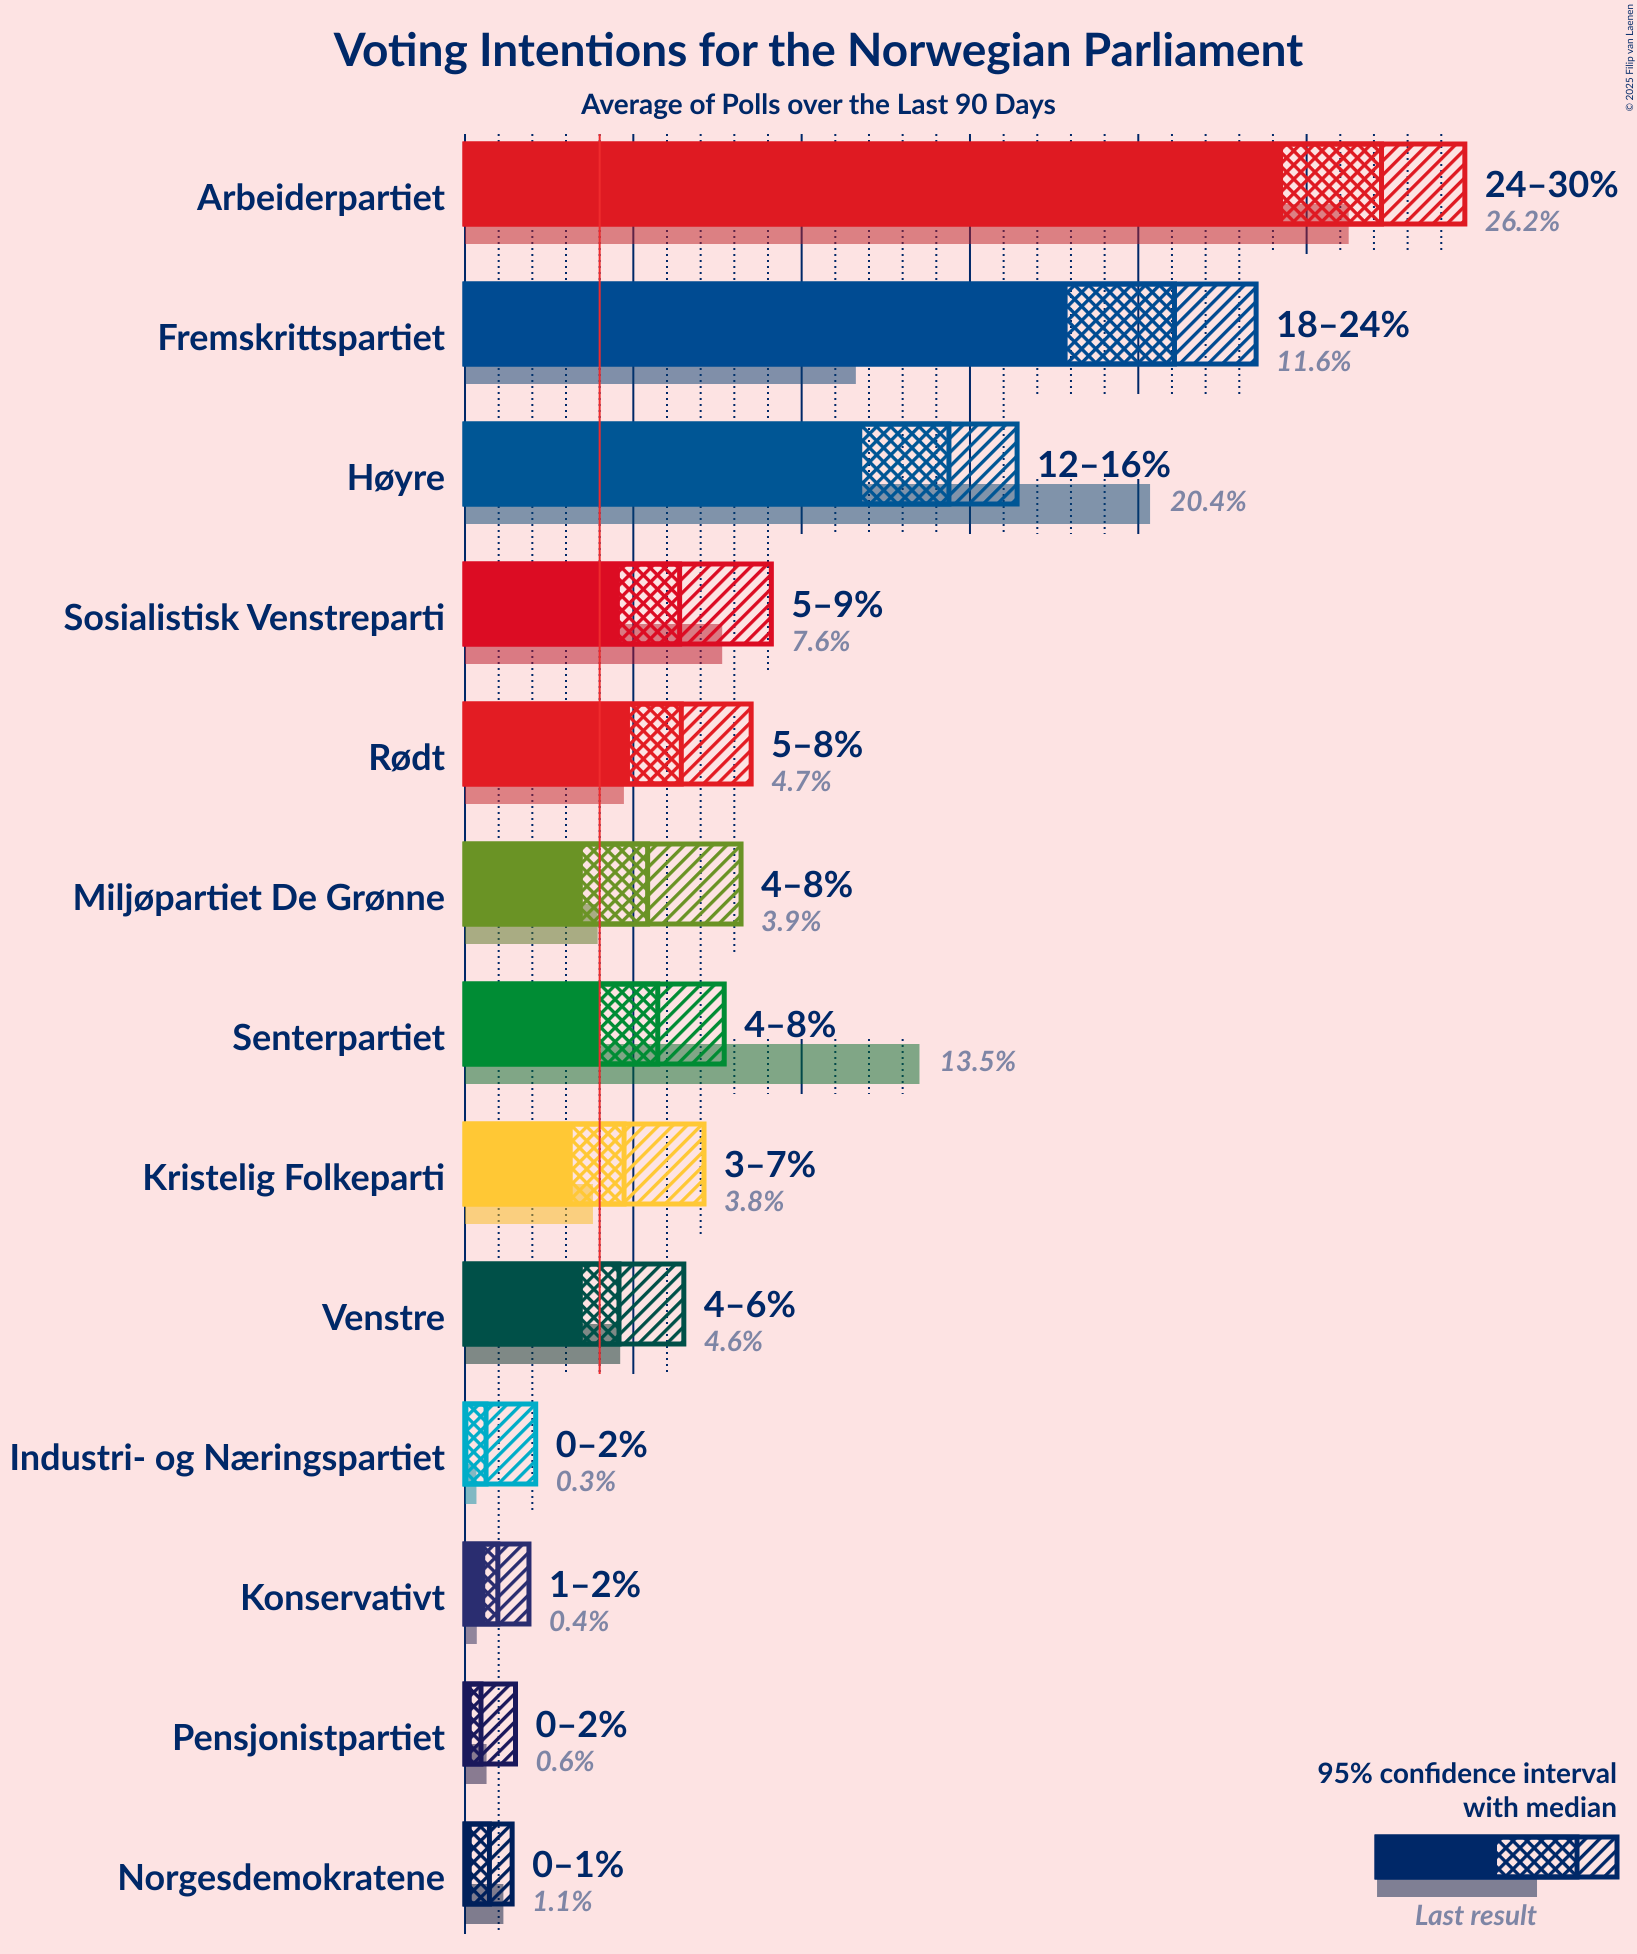 © 2025 Filip van Laenen
Voting Intentions for the Norwegian Parliament
Average of Polls over the Last 90 Days
Arbeiderpartiet
24–30%
26.2%
Fremskrittspartiet
18–24%
11.6%
Høyre
12–16%
20.4%
Sosialistisk Venstreparti
5–9%
7.6%
Rødt
5–8%
4.7%
Miljøpartiet De Grønne
4–8%
3.9%
Senterpartiet
4–8%
13.5%
Kristelig Folkeparti
3–7%
3.8%
Venstre
4–6%
4.6%
Industri- og Næringspartiet
0–2%
0.3%
Konservativt
1–2%
0.4%
Pensjonistpartiet
0–2%
0.6%
Norgesdemokratene
0–1%
1.1%
95% confidence interval
with median
Last result